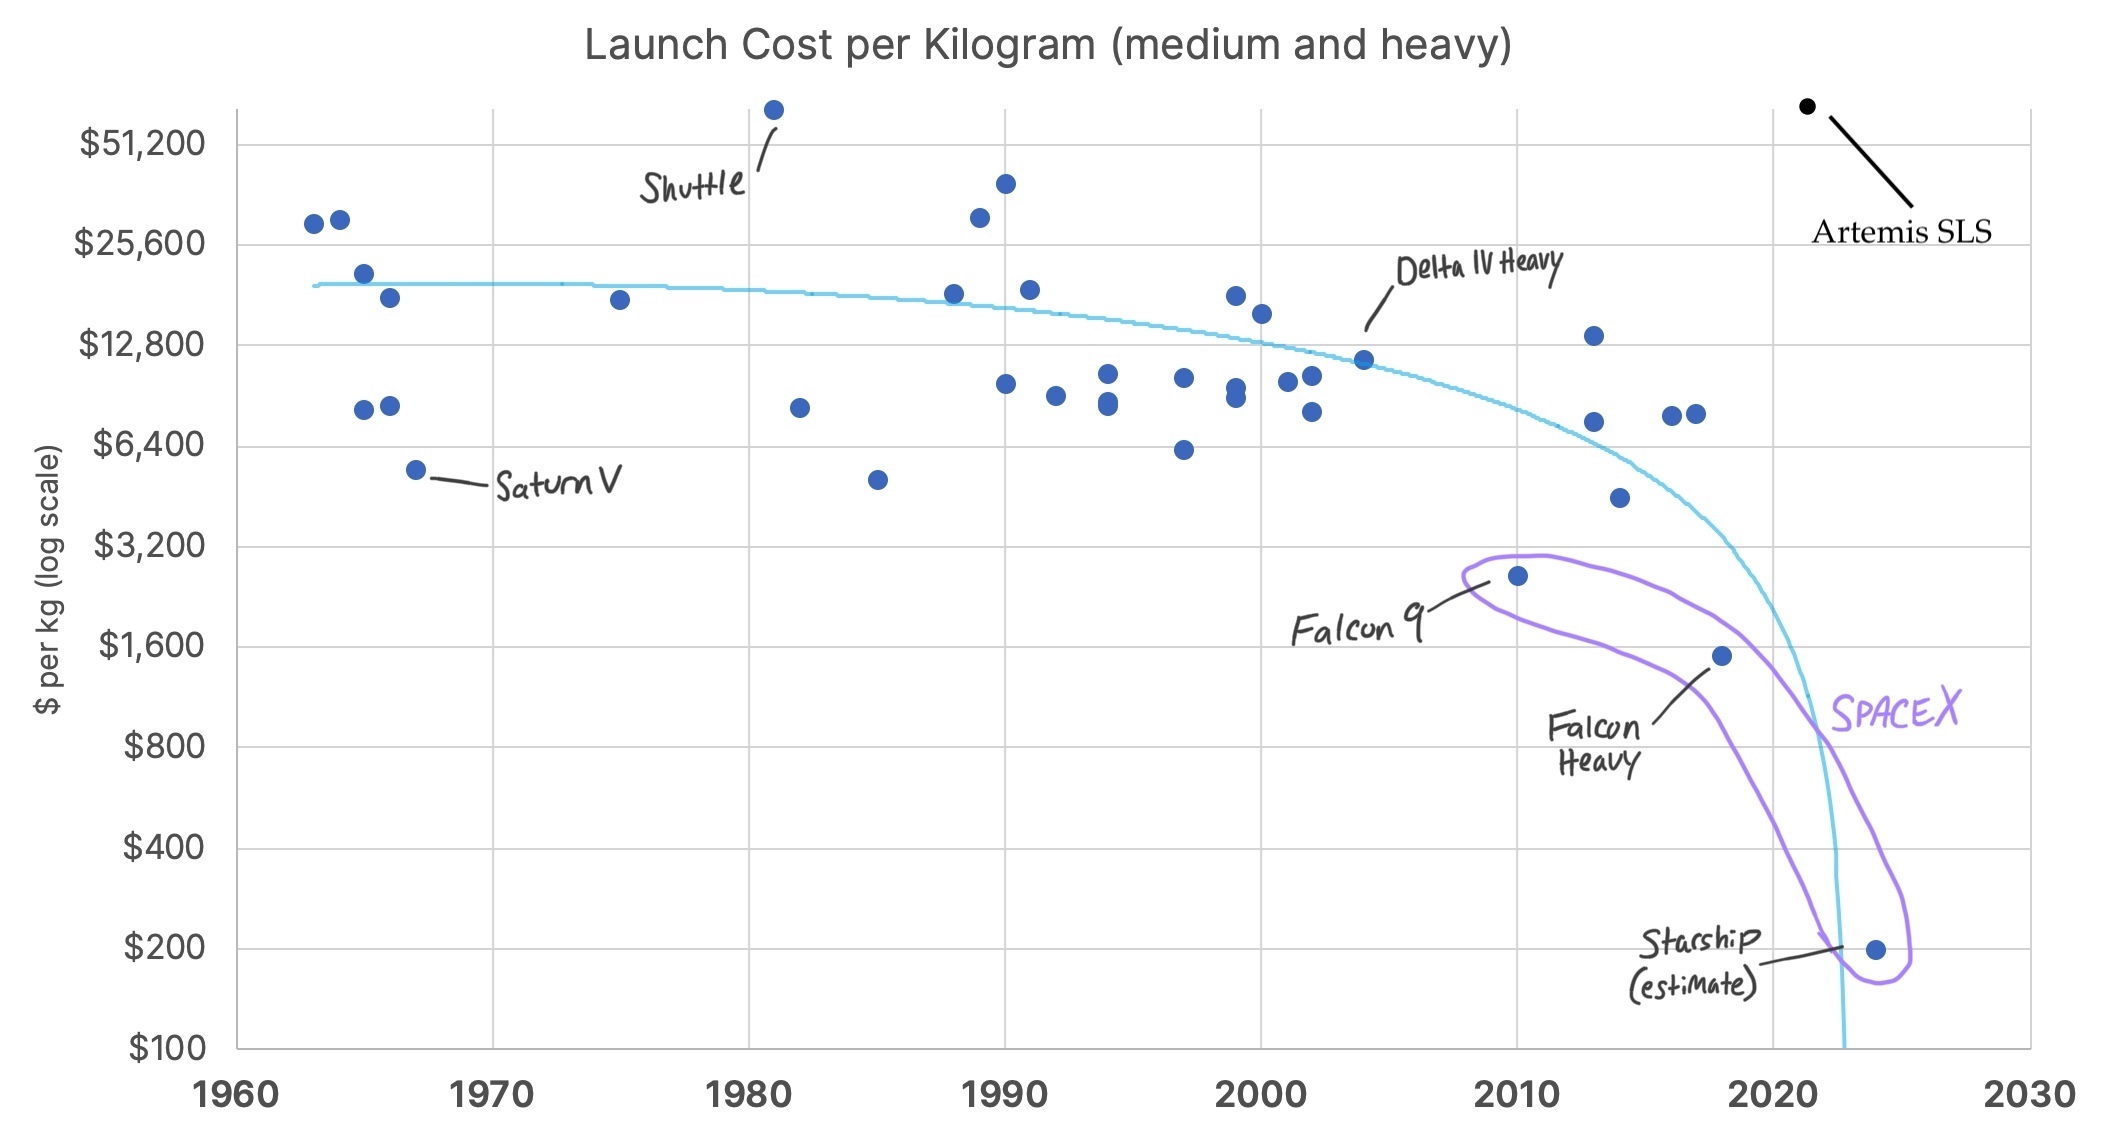 Launch Cost per Kilogram (medium and heavy)
$ per kg (log scale)
$51,200
$25,600
$12,800
$6,400
$3,200
$1,600
$800
$400
$200
$100
Shuttle
Artemis SLS
Delta IV Heavy
Saturn V
Falcon 9
SPACEX
Falcon
Heavy
Starship
(estimate)
1960 1970 1980 1990 2000 2010 2020 2030